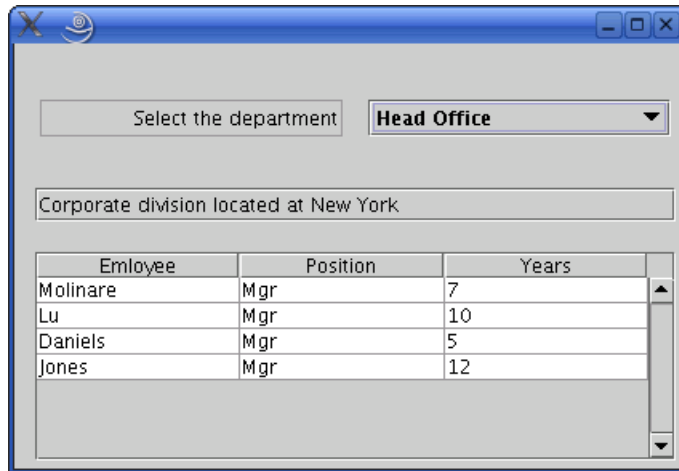 Select the department Head Office
Corporate division located at New York
Emloyee Position Years
Molinare Mgr 7
Lu Mgr 10
Daniels Mgr 5
Jones Mgr 12